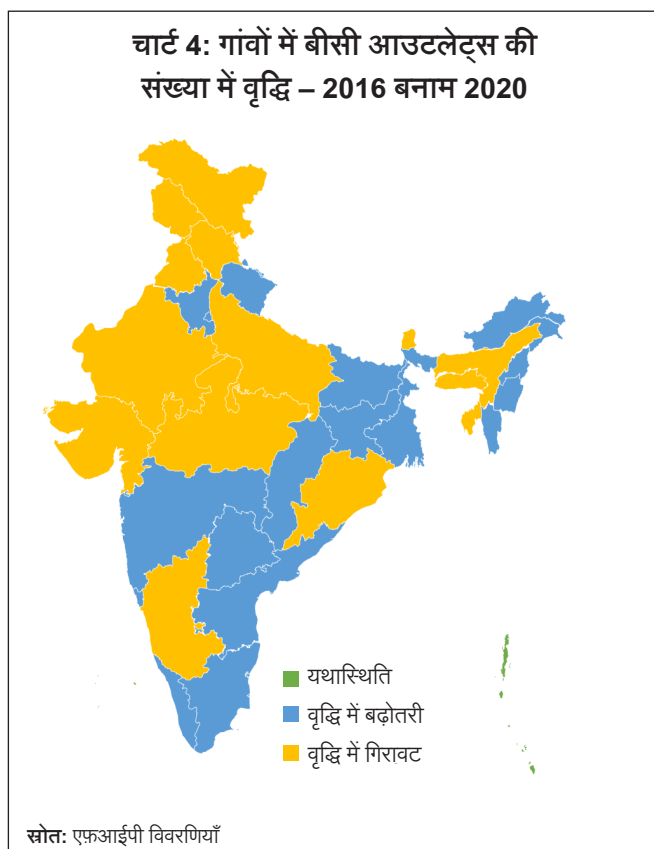 चार्ट 4: गांवों में बीसी आउटलेट्स की
संख्या में वृद्धि – 2016 बनाम 2020
यथास्थिति
वृद्धि में बढ़ोतरी
वृद्धि में गिरावट
स्रोत: एफ़आईपी विवरणियाँ